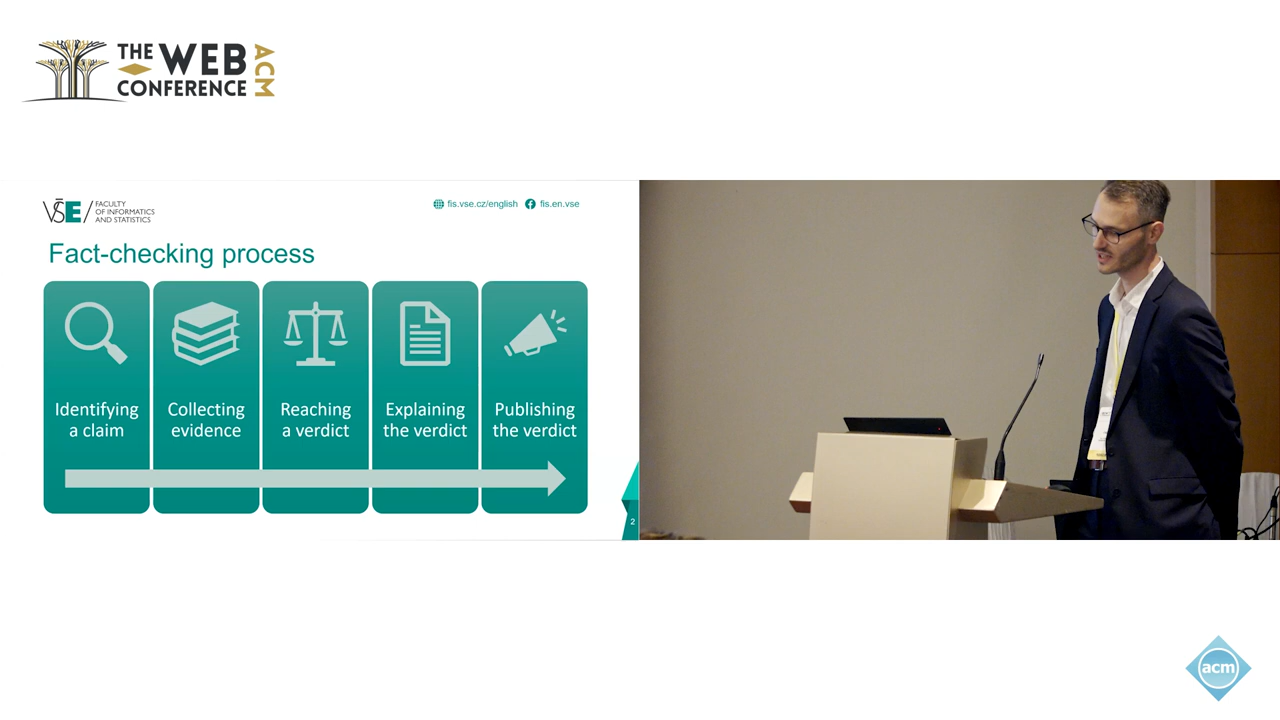 THE WEB
CONFERENCE
ACM
VŠE
FACULTY
OF INFORMATICS
AND STATISTICS
fis.vse.cz/english
fis.en.vse
Fact-checking process
Identifying
a claim
Collecting
evidence
Reaching
a verdict
Explaining
the verdict
Publishing
the verdict
2
acm